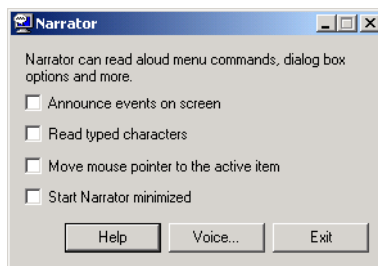 Narrator
Narrator can read aloud menu commands, dialog box
options and more.
Announce events on screen
Read typed characters
Move mouse pointer to the active item
Start Narrator minimized
Help Voice... Exit